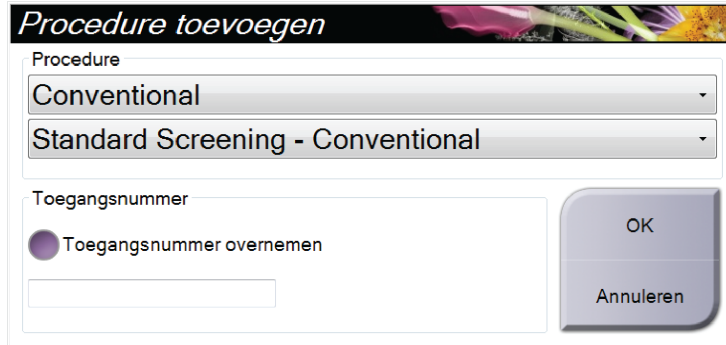 Procedure toevoegen
Procedure
Conventional
Standard Screening - Conventional
Toegangsnummer
Toegangsnummer overnemen
OK
Annuleren